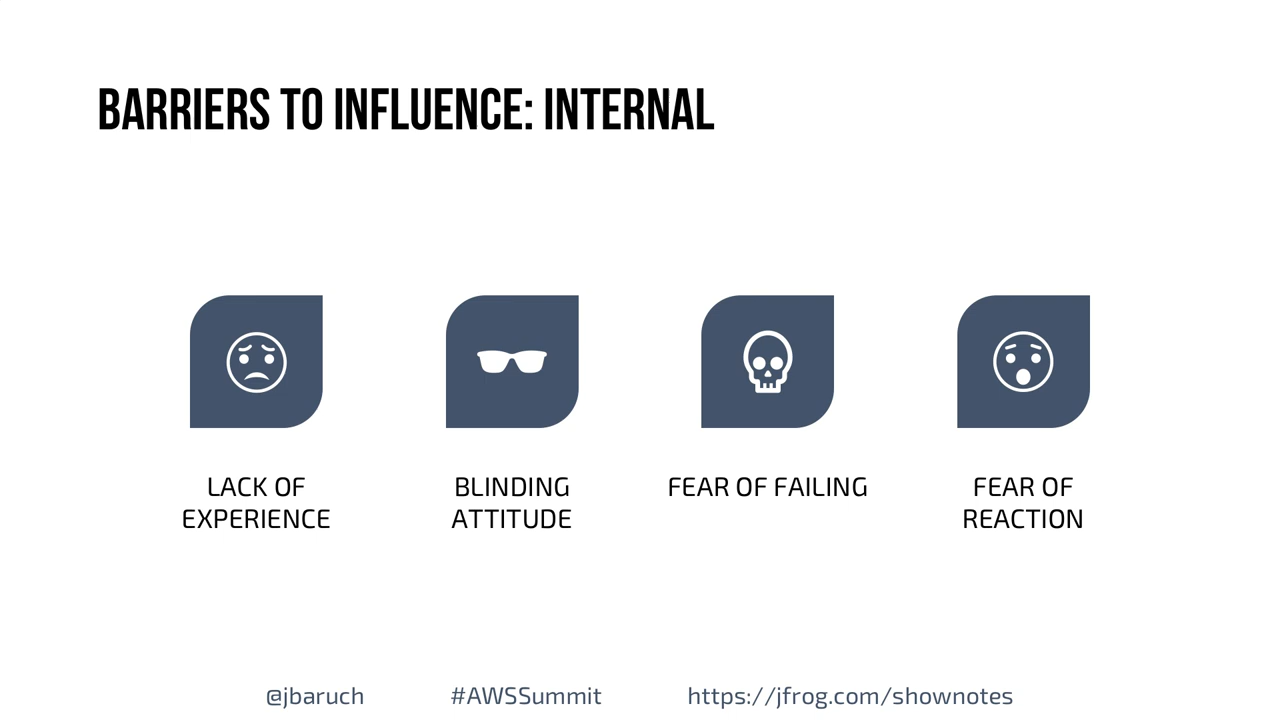 BARRIERS TO INFLUENCE: INTERNAL
LACK OF
EXPERIENCE
BLINDING
ATTITUDE
FEAR OF FAILING
FEAR OF
REACTION
@jbaruch
#AWSSummit
https://jfrog.com/shownotes